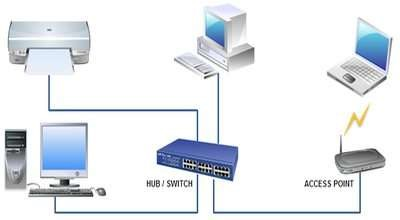 HUB / SWITCH
ACCESS POINT